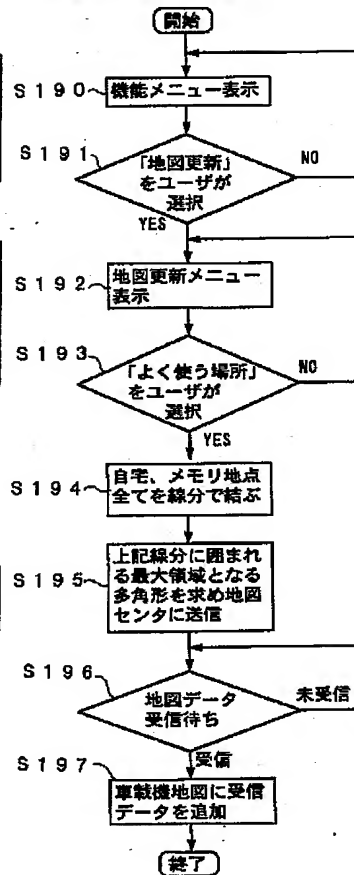 開始
S190
機能メニュー表示
S191
「地図更新」
をユーザが
選択
NO
YES
S192
地図更新メニュー
表示
S193
「よく使う場所」
をユーザが
選択
NO
YES
S194
自宅、メモリ地点
全てを線分で結ぶ
S195
上記線分に囲まれ
る最大領域となる
多角形を求め地図
センタに送信
S196
地図データ
受信待ち
未受信
受信
S197
車載機地図に受信
データを追加
終了